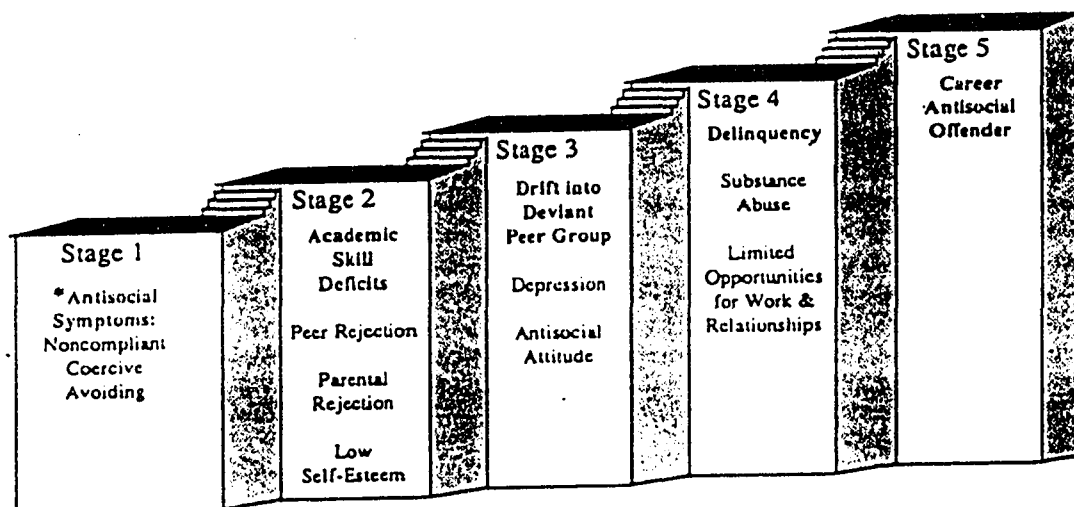 Stage 1
*Antisocial
Symptoms:
Noncompliant
Coercive
Avoiding
Stage 2
Academic
Skill
Deficits
Peer Rejection
Parental
Rejection
Low
Self-Esteem
Stage 3
Drift into
Deviant
Peer Group
Depression
Antisocial
Attitude
Stage 4
Delinquency
Substance
Abuse
Limited
Opportunities
for Work &
Relationships
Stage 5
Career
Antisocial
Offender